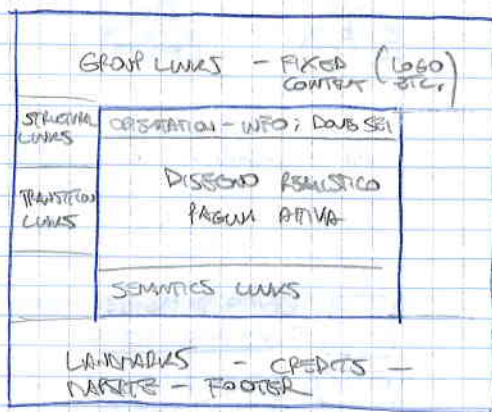 GROUP LINKS - FIXED (LOGO
CONTENT ETC.)
STRUCTURAL
LINKS
ORIENTATION - INFO; DOVE SEI
TRANSITION
LINKS
DISEGNO REALISTICO
PAGINA ATTIVA
SEMANTICS LINKS
LANDMARKS - CREDITS -
- FOOTER